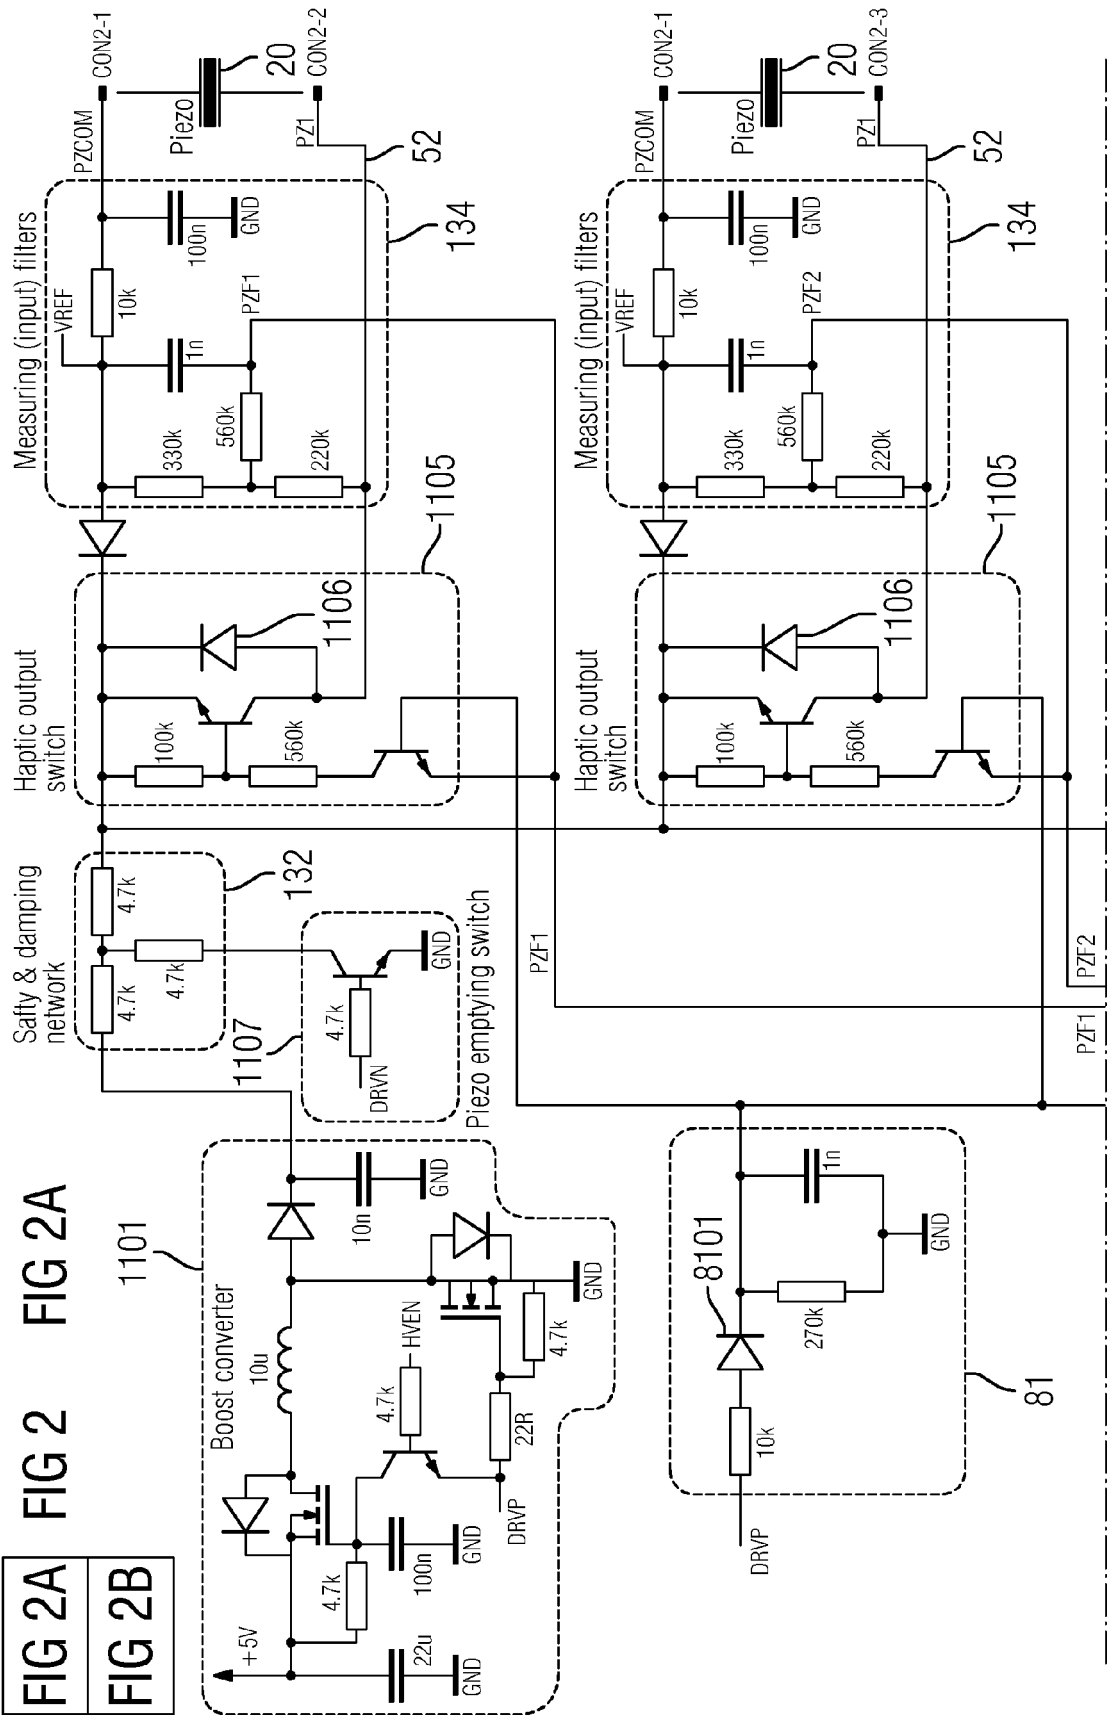 FIG 2A
FIG 2B
FIG 2
FIG 2A
1101
Boost converter
+5V
22u
GND
4.7k
100n
GND
10u
4.7k
HVEN
DRVP
22R
4.7k
GND
10n
GND
Safty & damping
network
4.7k
4.7k
4.7k
132
1107
DRVN
4.7k
GND
Piezo emptying switch
Haptic output
switch
100k
560k
1106
1105
Measuring (input) filters
VREF
10k
330k
560k
220k
1n
PZF1
100n
GND
134
PZCOM
CON2-1
Piezo
20
PZ1
CON2-2
52
PZF1
Haptic output
switch
100k
560k
1106
1105
Measuring (input) filters
VREF
10k
330k
560k
220k
1n
PZF2
100n
GND
134
PZCOM
CON2-1
Piezo
20
PZ1
CON2-3
52
DRVP
10k
8101
270k
1n
GND
81
PZF1
PZF2